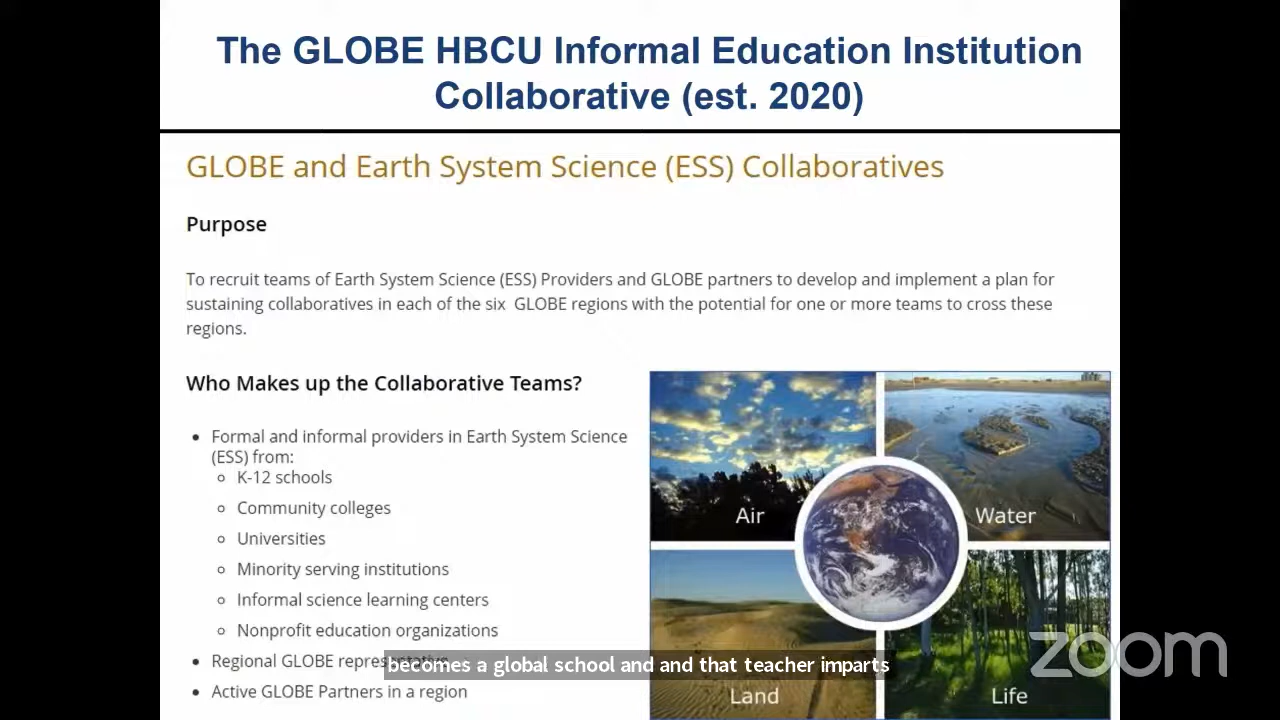 The GLOBE HBCU Informal Education Institution
Collaborative (est. 2020)
GLOBE and Earth System Science (ESS) Collaboratives
Purpose
To recruit teams of Earth System Science (ESS) Providers and GLOBE partners to develop and implement a plan for
sustaining collaboratives in each of the six GLOBE regions with the potential for one or more teams to cross these
regions.
Who Makes up the Collaborative Teams?
• Formal and informal providers in Earth System Science
(ESS) from:
○ K-12 schools
○ Community colleges
○ Universities
○ Minority serving institutions
○ Informal science learning centers
○ Nonprofit education organizations
• Regional GLOBE
• Active GLOBE Partners in a region
Air
Water
Land
Life
becomes a global school and and that teacher imparts
zoom